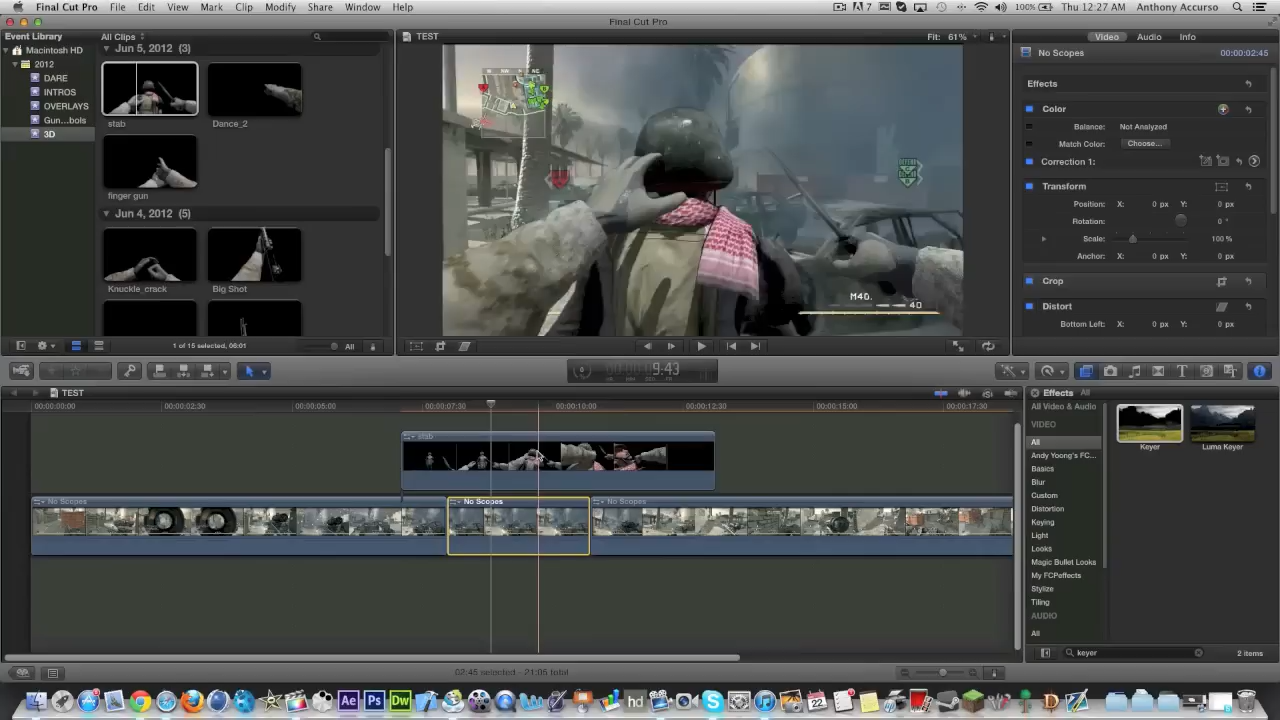 Final Cut Pro File Edit View Mark Clip Modify Share Window Help
7 100% Thu 12:27 AM Anthony Accurso
Final Cut Pro
Event Library
Macintosh HD
2012
DARE
INTROS
OVERLAYS
Gun...bols
3D
All Clips
Jun 5, 2012 (3)
stab
Dance_2
finger gun
Jun 4, 2012 (5)
Knuckle_crack
Big Shot
1 of 15 selected, 06:01
All
TEST
Fit: 61%
M40.
40
Video Audio Info
No Scopes 00:00:02:45
Effects
Color
Balance: Not Analyzed
Match Color: Choose...
Correction 1:
Transform
Position: X: 0 px Y: 0 px
Rotation: 0 °
Scale: 100 %
Anchor: X: 0 px Y: 0 px
Crop
Distort
Bottom Left: X: 0 px Y: 0 px
9:43
TEST
00:00:00:00 00:00:02:30 00:00:05:00 00:00:07:30 00:00:10:00 00:00:12:30 00:00:15:00 00:00:17:30
stab
No Scopes
No Scopes
No Scopes
02:45 selected - 21:05 total
Effects All
All Video & Audio
VIDEO
All
Andy Yoong's FC...
Basics
Blur
Custom
Distortion
Keying
Light
Looks
Magic Bullet Looks
My FCPeffects
Stylize
Tiling
AUDIO
All
Keyer
Luma Keyer
keyer
2 items
Ae Ps Dw hd
22